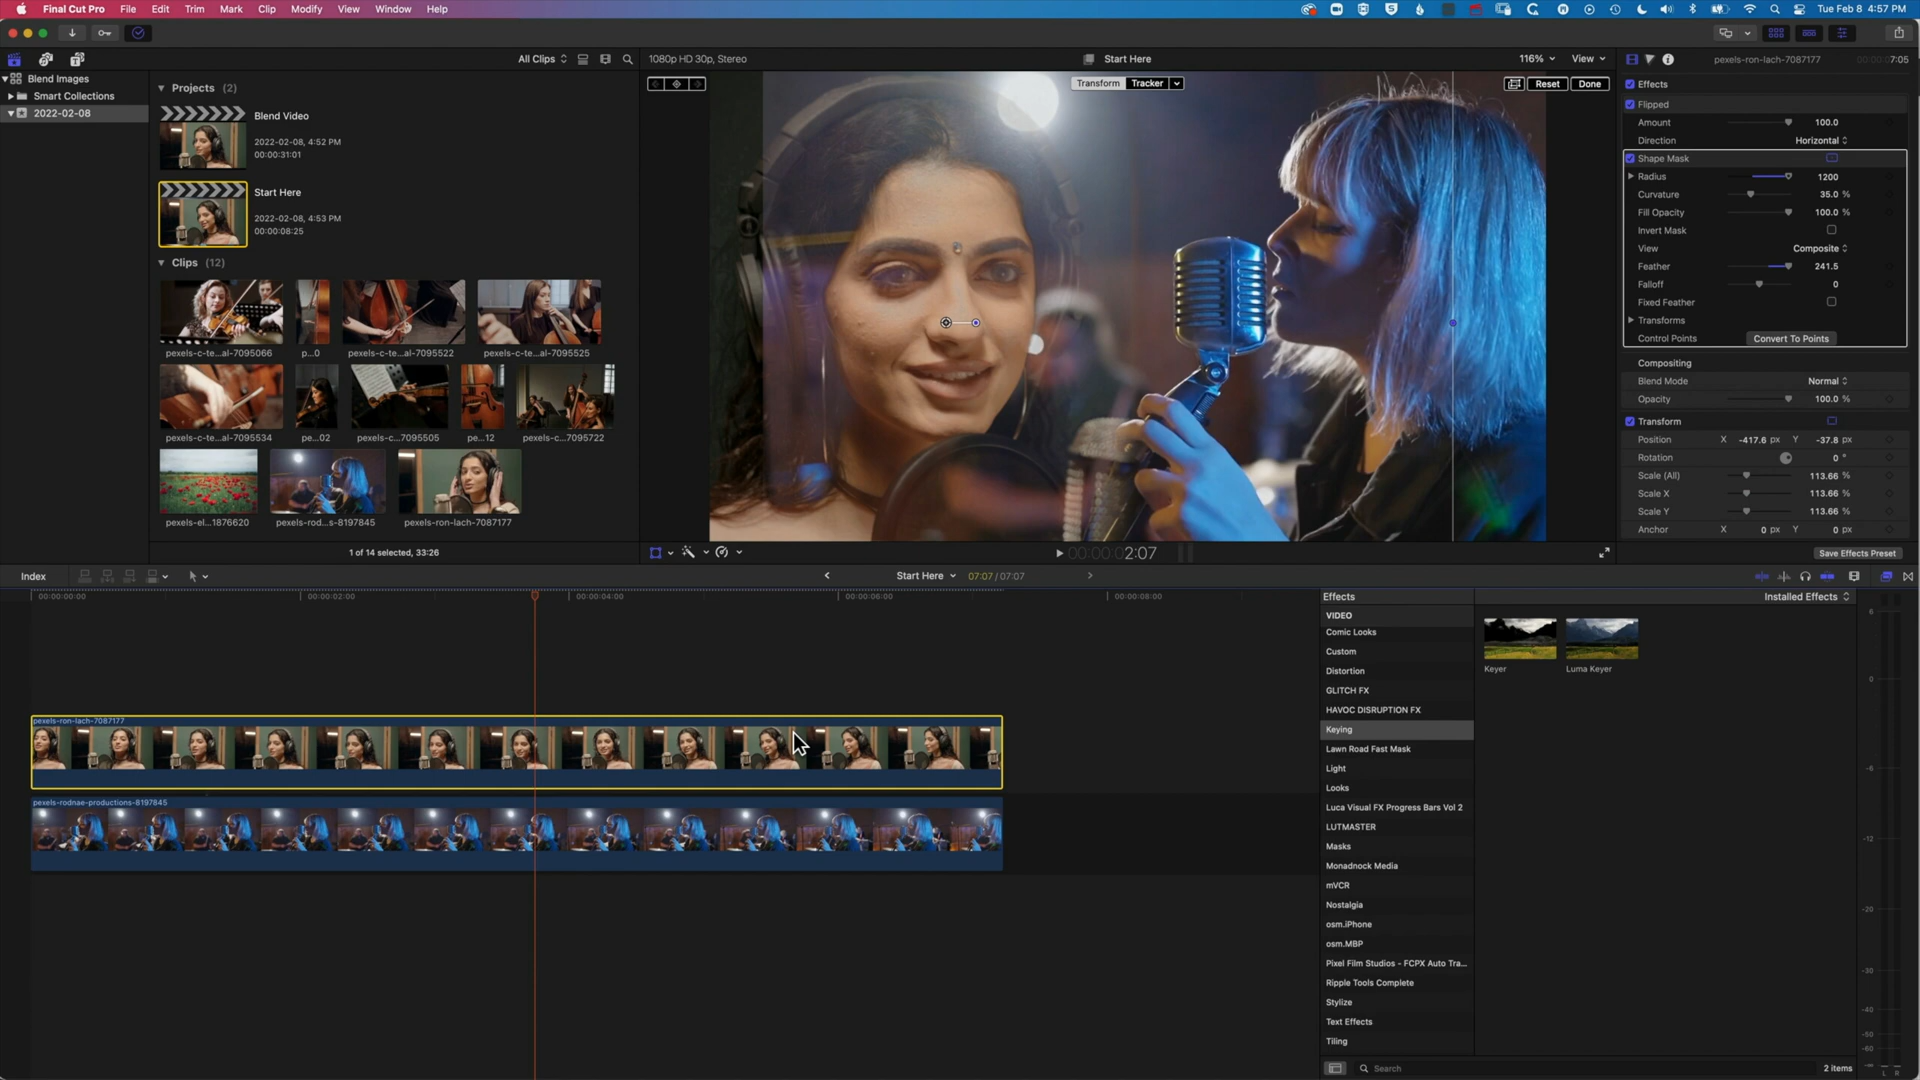 Final Cut Pro File Edit Trim Mark Clip Modify View Window Help
Tue Feb 8 4:57 PM
All Clips
1080p HD 30p, Stereo
Start Here
116%
View
pexels-ron-lach-7087177
7:05
Blend Images
Smart Collections
2022-02-08
Projects (2)
Blend Video
2022-02-08, 4:52 PM
00:00:31:01
Start Here
2022-02-08, 4:53 PM
00:00:08:25
Clips (12)
pexels-c-te...al-7095066
p...0
pexels-c-te...al-7095522
pexels-c-te...al-7095525
pexels-c-te...al-7095534
pe...02
pexels-c...7095505
pe...12
pexels-c...7095722
pexels-el...1876620
pexels-rod...s-8197845
pexels-ron-lach-7087177
1 of 14 selected, 33:26
Transform
Tracker
Reset
Done
00:00:02:07
Effects
Flipped
Amount 100.0
Direction Horizontal
Shape Mask
Radius 1200
Curvature 35.0 %
Fill Opacity 100.0 %
Invert Mask
View Composite
Feather 241.5
Falloff 0
Fixed Feather
Transforms
Control Points Convert To Points
Compositing
Blend Mode Normal
Opacity 100.0 %
Transform
Position X -417.6 px Y -37.8 px
Rotation 0 °
Scale (All) 113.66 %
Scale X 113.66 %
Scale Y 113.66 %
Anchor X 0 px Y 0 px
Save Effects Preset
Index
Start Here
07:07 / 07:07
00:00:00:00
00:00:02:00
00:00:04:00
00:00:06:00
00:00:08:00
pexels-ron-lach-7087177
pexels-rodnae-productions-8197845
Effects
Installed Effects
VIDEO
Comic Looks
Custom
Distortion
GLITCH FX
HAVOC DISRUPTION FX
Keying
Lawn Road Fast Mask
Light
Looks
Luca Visual FX Progress Bars Vol 2
LUTMASTER
Masks
Monadnock Media
mVCR
Nostalgia
osm.iPhone
osm.MBP
Pixel Film Studios - FCPX Auto Tra...
Ripple Tools Complete
Stylize
Text Effects
Tiling
Keyer
Luma Keyer
Search
2 items
6
0
-6
-12
-20
-30
-40
-50
-60
L R